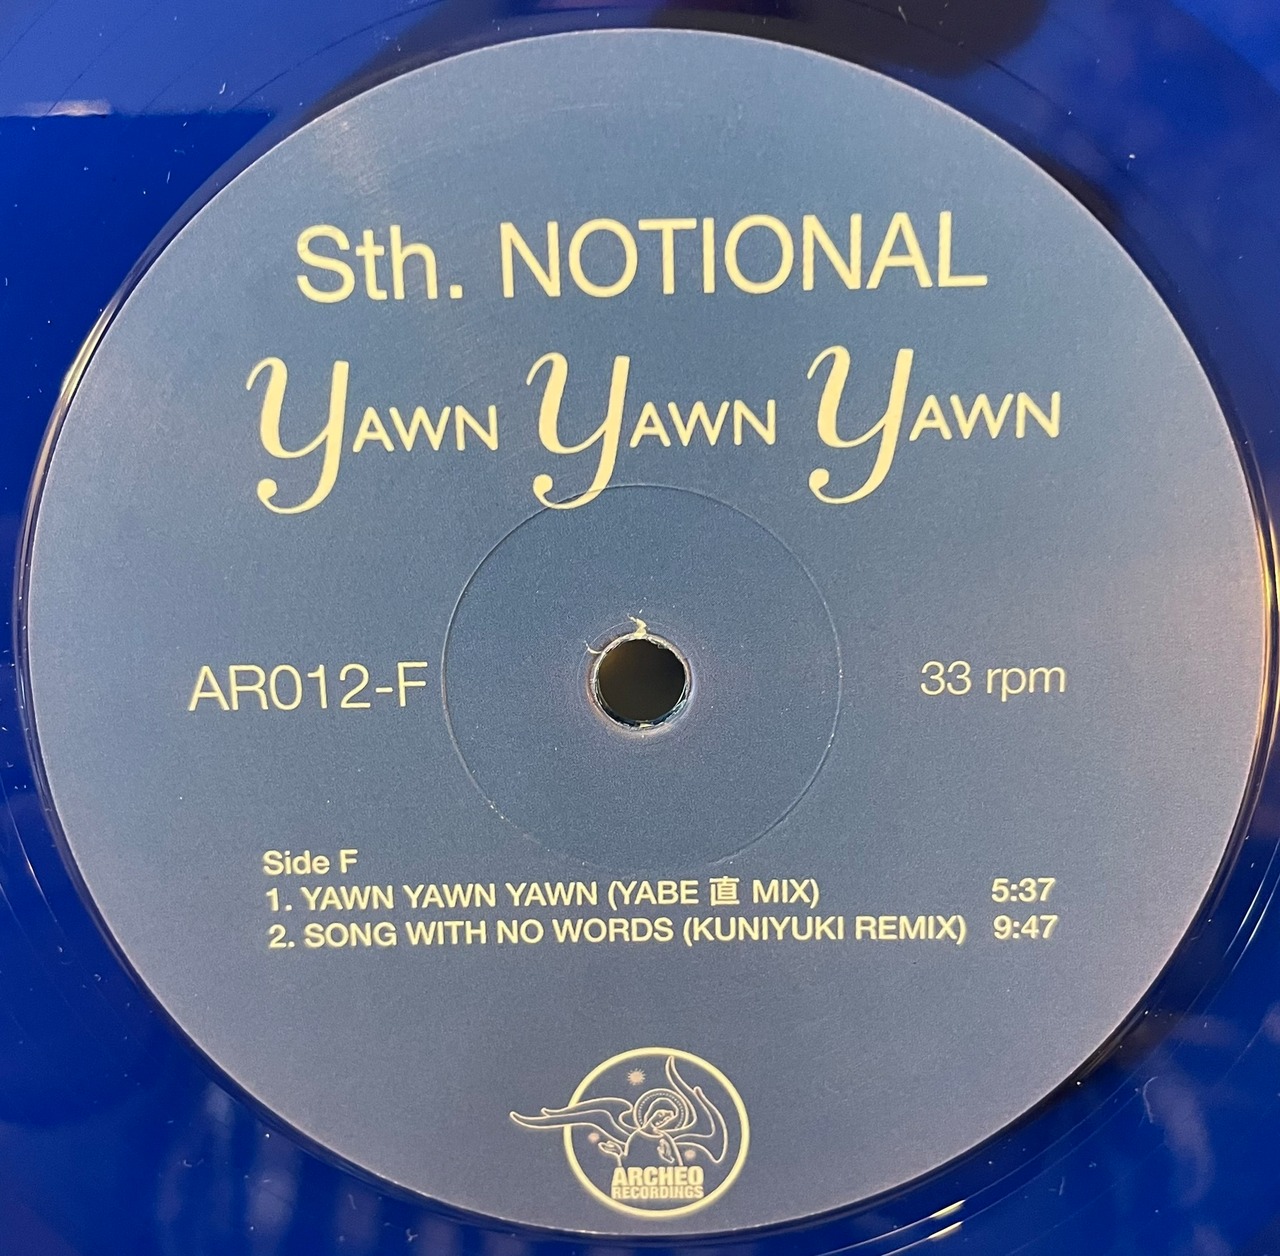 Sth. NOTIONAL
YAWN YAWN YAWN
AR012-F
33 rpm
Side F
1. YAWN YAWN YAWN (YABE 直 MIX) 5:37
2. SONG WITH NO WORDS (KUNIYUKI REMIX) 9:47
ARCHEO
RECORDINGS